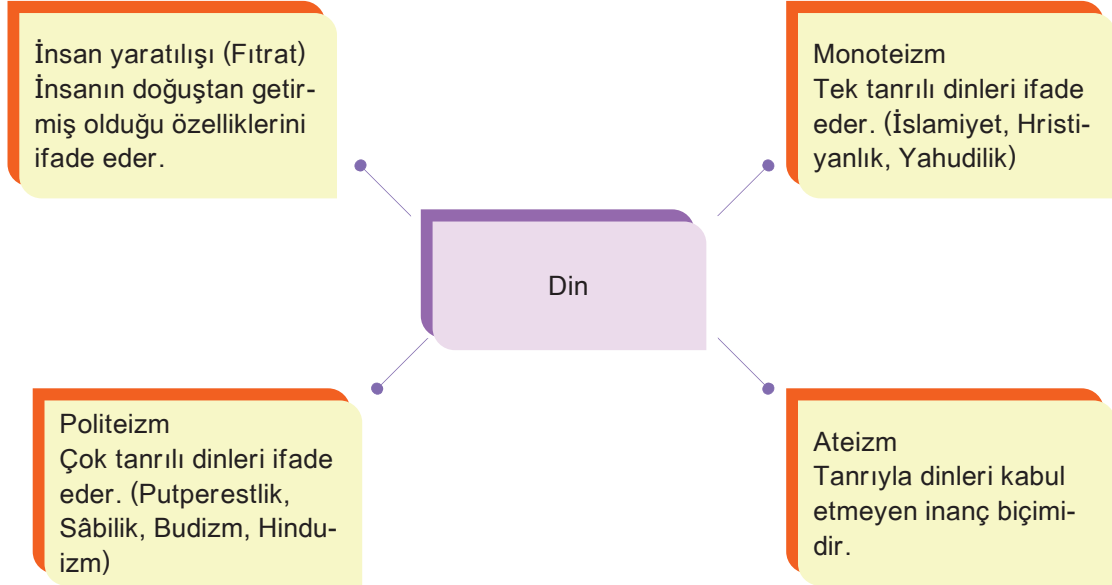 İnsan yaratılışı (Fıtrat)
İnsanın doğuştan getir-
miş olduğu özelliklerini
ifade eder.
Monoteizm
Tek tanrılı dinleri ifade
eder. (İslamiyet, Hristi-
yanlık, Yahudilik)
Din
Politeizm
Çok tanrılı dinleri ifade
eder. (Putperestlik,
Sâbilik, Budizm, Hindu-
izm)
Ateizm
Tanrıyla dinleri kabul
etmeyen inanç biçimi-
dir.